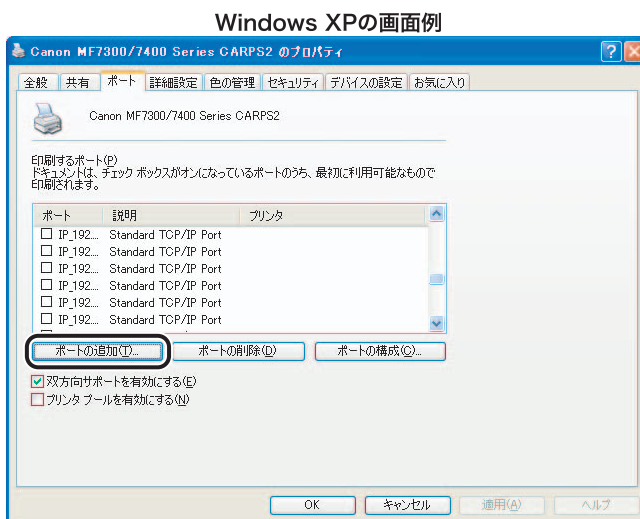 Windows XPの画面例
Canon MF7300/7400 Series CARPS2 のプロパティ
全般 共有 ポート 詳細設定 色の管理 セキュリティ デバイスの設定 お気に入り
Canon MF7300/7400 Series CARPS2
印刷するポート(P)
ドキュメントは、チェック ボックスがオンになっているポートのうち、最初に利用可能なもので
印刷されます。
ポート 説明 プリンタ
IP_192... Standard TCP/IP Port
IP_192... Standard TCP/IP Port
IP_192... Standard TCP/IP Port
IP_192... Standard TCP/IP Port
IP_192... Standard TCP/IP Port
IP_192... Standard TCP/IP Port
ポートの追加(T)... ポートの削除(D) ポートの構成(C)...
双方向サポートを有効にする(E)
プリンタ プールを有効にする(N)
OK キャンセル 適用(A) ヘルプ